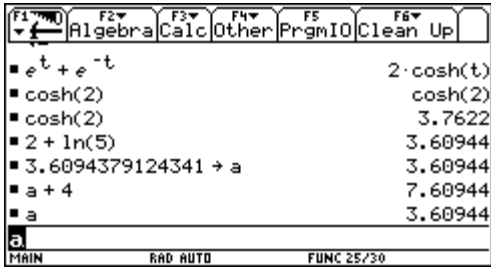 F1 F2 Algebra F3 Calc F4 Other F5 PrgmIO F6 Clean Up
e^t + e^-t 2·cosh(t)
cosh(2) cosh(2)
cosh(2) 3.7622
2 + ln(5) 3.60944
3.6094379124341 → a 3.60944
a + 4 7.60944
a 3.60944
a
MAIN RAD AUTO FUNC 25/30